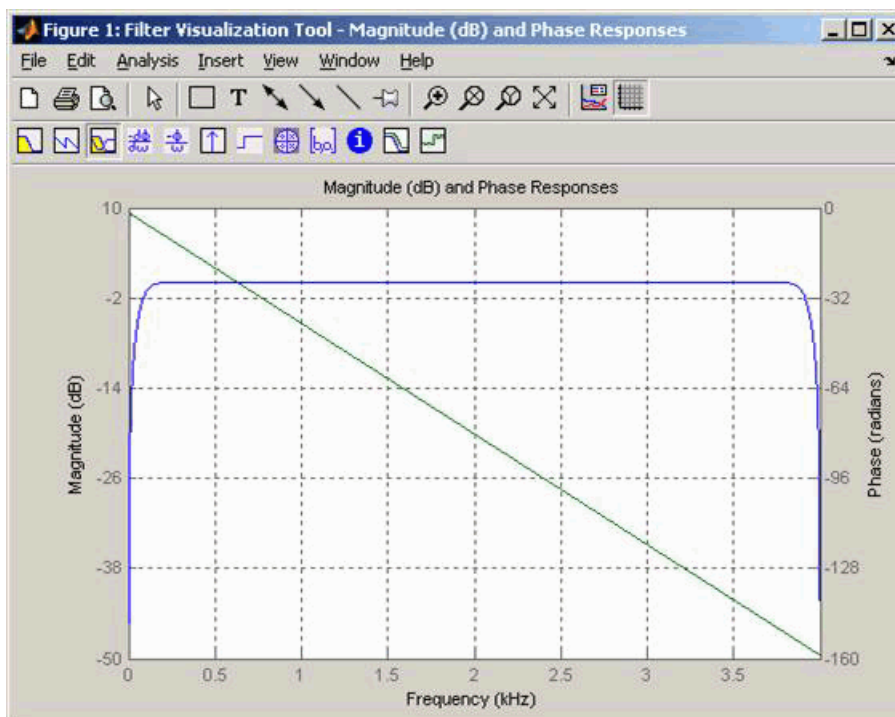 Figure 1: Filter Visualization Tool - Magnitude (dB) and Phase Responses
File Edit Analysis Insert View Window Help
T
[b,a]
i
Magnitude (dB) and Phase Responses
10
-2
-14
-26
-38
-50
Magnitude (dB)
0
-32
-64
-96
-128
-160
Phase (radians)
0 0.5 1 1.5 2 2.5 3 3.5
Frequency (kHz)